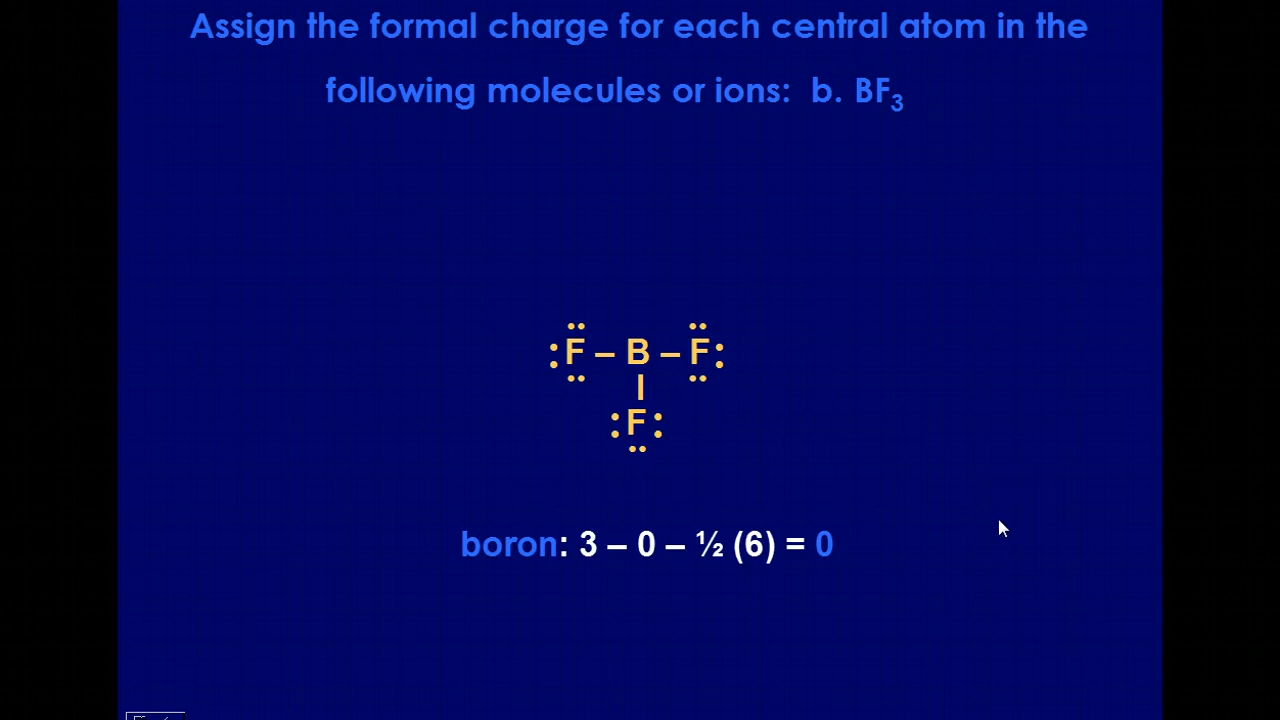 Assign the formal charge for each central atom in the
following molecules or ions: b. BF₃
:F – B – F:
:F:
boron: 3 – 0 – ½ (6) = 0